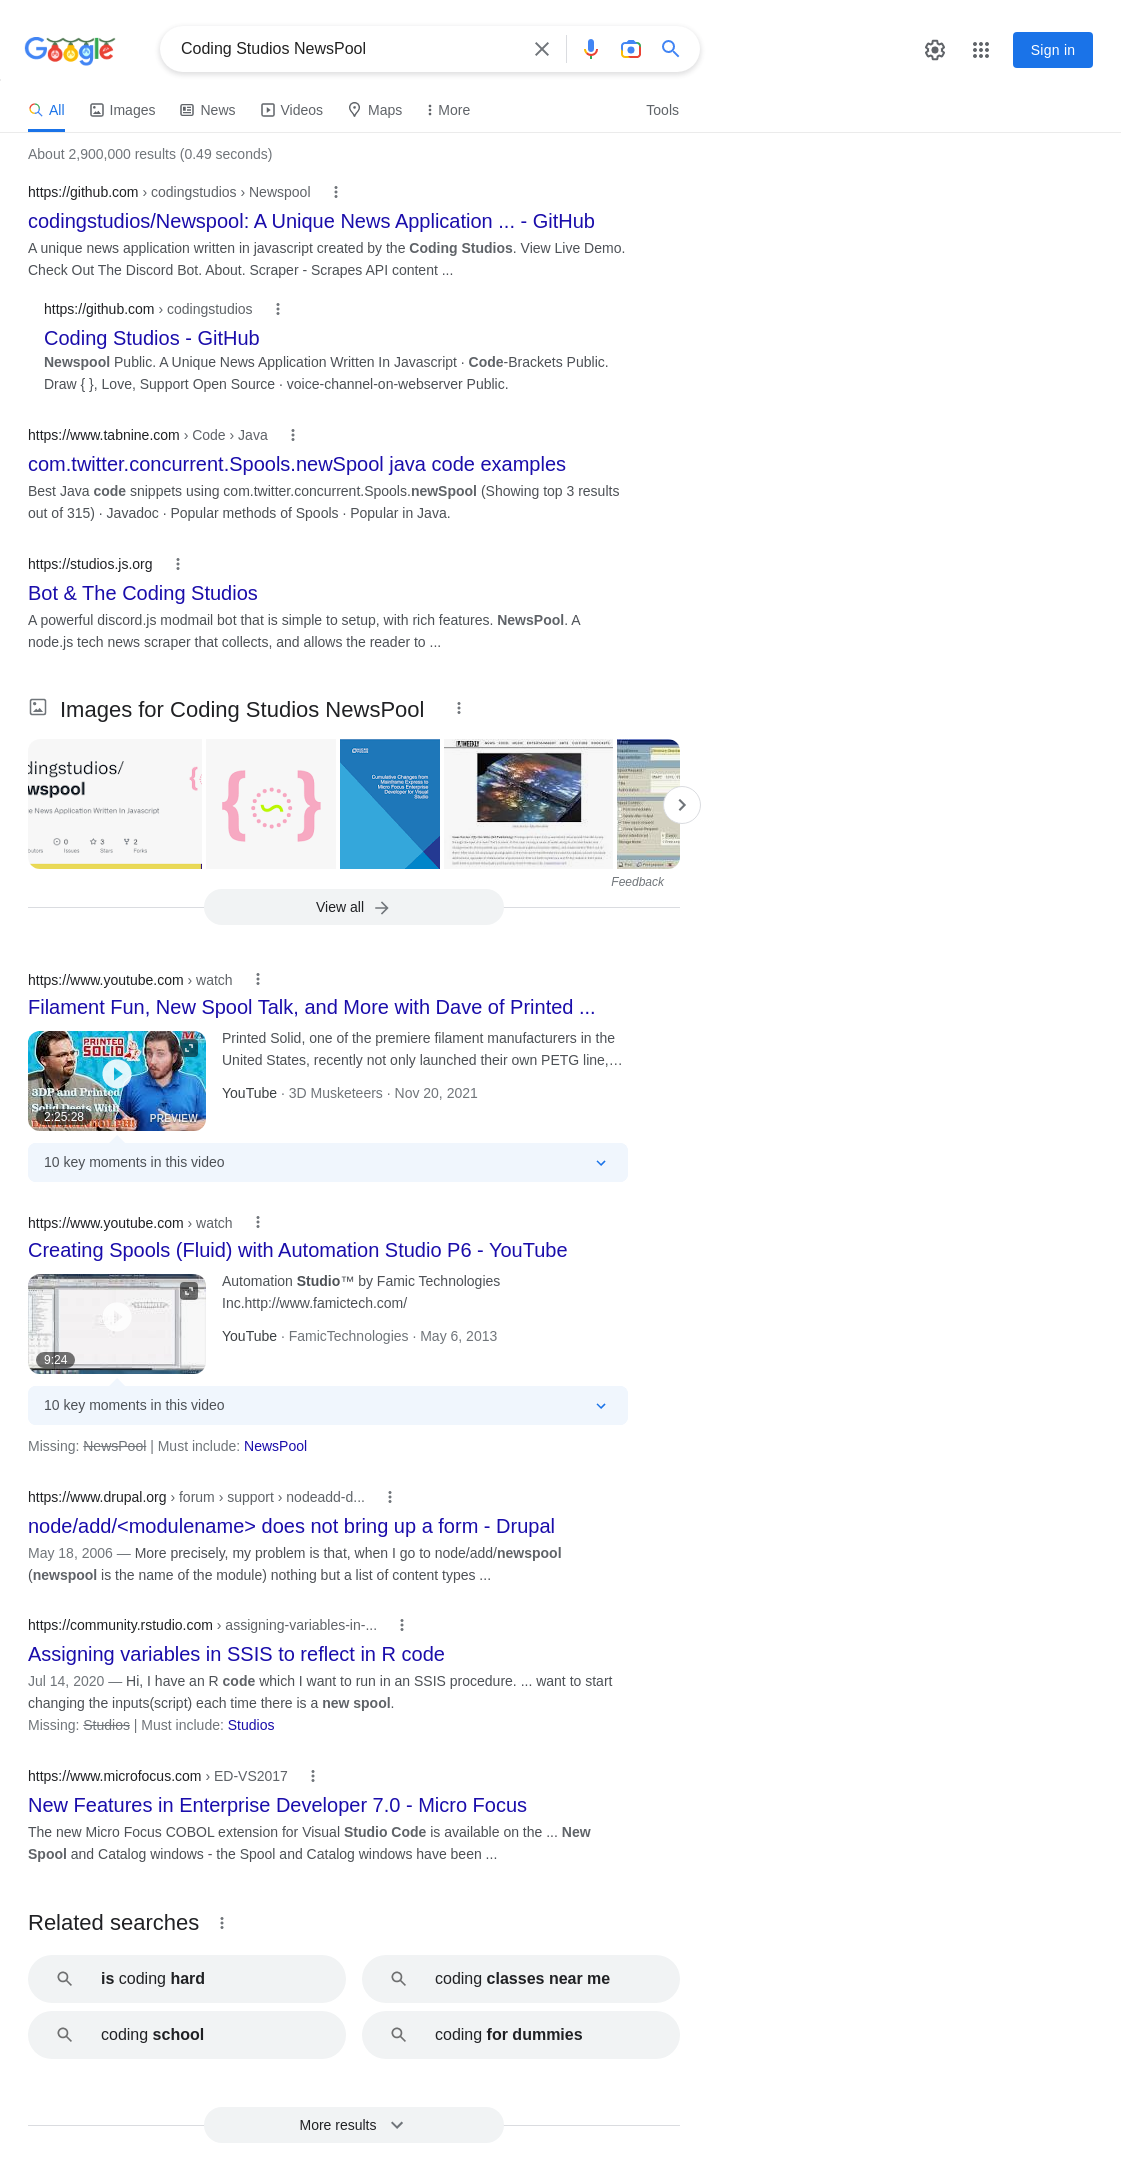 Google
Coding Studios NewsPool
Sign in
All Images News Videos Maps More Tools
About 2,900,000 results (0.49 seconds)
https://github.com › codingstudios › Newspool
codingstudios/Newspool: A Unique News Application ... - GitHub
A unique news application written in javascript created by the Coding Studios. View Live Demo.
Check Out The Discord Bot. About. Scraper - Scrapes API content ...
https://github.com › codingstudios
Coding Studios - GitHub
Newspool Public. A Unique News Application Written In Javascript · Code-Brackets Public.
Draw { }, Love, Support Open Source · voice-channel-on-webserver Public.
https://www.tabnine.com › Code › Java
com.twitter.concurrent.Spools.newSpool java code examples
Best Java code snippets using com.twitter.concurrent.Spools.newSpool (Showing top 3 results
out of 315) · Javadoc · Popular methods of Spools · Popular in Java.
https://studios.js.org
Bot & The Coding Studios
A powerful discord.js modmail bot that is simple to setup, with rich features. NewsPool. A
node.js tech news scraper that collects, and allows the reader to ...
Images for Coding Studios NewsPool
dingstudios/
wspool
e News Application Written In Javascript
0 3 2
Issues Stars Forks
Cumulative Changes from
Mainframe Express to
Micro Focus Enterprise
Developer for Visual
Studio
Feedback
View all
https://www.youtube.com › watch
Filament Fun, New Spool Talk, and More with Dave of Printed ...
PRINTED
SOLID
3DP and Printed
Solid Deets With
2:25:28
PREVIEW
Printed Solid, one of the premiere filament manufacturers in the
United States, recently not only launched their own PETG line,…
YouTube · 3D Musketeers · Nov 20, 2021
10 key moments in this video
https://www.youtube.com › watch
Creating Spools (Fluid) with Automation Studio P6 - YouTube
9:24
Automation Studio™ by Famic Technologies
Inc.http://www.famictech.com/
YouTube · FamicTechnologies · May 6, 2013
10 key moments in this video
Missing: NewsPool | Must include: NewsPool
https://www.drupal.org › forum › support › nodeadd-d...
node/add/<modulename> does not bring up a form - Drupal
May 18, 2006 — More precisely, my problem is that, when I go to node/add/newspool
(newspool is the name of the module) nothing but a list of content types ...
https://community.rstudio.com › assigning-variables-in-...
Assigning variables in SSIS to reflect in R code
Jul 14, 2020 — Hi, I have an R code which I want to run in an SSIS procedure. ... want to start
changing the inputs(script) each time there is a new spool.
Missing: Studios | Must include: Studios
https://www.microfocus.com › ED-VS2017
New Features in Enterprise Developer 7.0 - Micro Focus
The new Micro Focus COBOL extension for Visual Studio Code is available on the ... New
Spool and Catalog windows - the Spool and Catalog windows have been ...
Related searches
is coding hard
coding classes near me
coding school
coding for dummies
More results